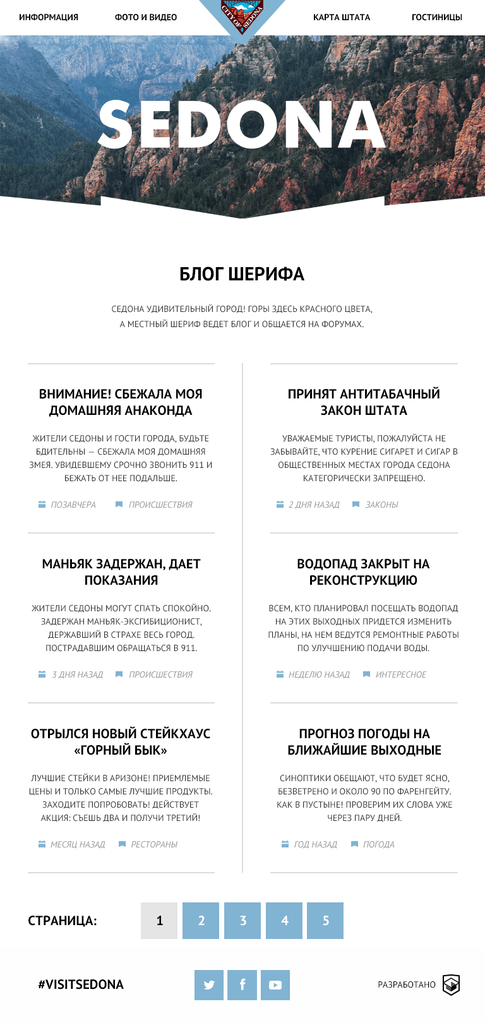 ИНФОРМАЦИЯ
ФОТО И ВИДЕО
CITY OF SEDONA
КАРТА ШТАТА
ГОСТИНИЦЫ
SEDONA
БЛОГ ШЕРИФА
СЕДОНА УДИВИТЕЛЬНЫЙ ГОРОД! ГОРЫ ЗДЕСЬ КРАСНОГО ЦВЕТА,
А МЕСТНЫЙ ШЕРИФ ВЕДЕТ БЛОГ И ОБЩАЕТСЯ НА ФОРУМАХ.
ВНИМАНИЕ! СБЕЖАЛА МОЯ
ДОМАШНЯЯ АНАКОНДА
ЖИТЕЛИ СЕДОНЫ И ГОСТИ ГОРОДА, БУДЬТЕ
БДИТЕЛЬНЫ — СБЕЖАЛА МОЯ ДОМАШНЯЯ
ЗМЕЯ. УВИДЕВШЕМУ СРОЧНО ЗВОНИТЬ 911 И
БЕЖАТЬ ОТ НЕЕ ПОДАЛЬШЕ.
ПОЗАВЧЕРА
ПРОИСШЕСТВИЯ
ПРИНЯТ АНТИТАБАЧНЫЙ
ЗАКОН ШТАТА
УВАЖАЕМЫЕ ТУРИСТЫ, ПОЖАЛУЙСТА НЕ
ЗАБЫВАЙТЕ, ЧТО КУРЕНИЕ СИГАРЕТ И СИГАР В
ОБЩЕСТВЕННЫХ МЕСТАХ ГОРОДА СЕДОНА
КАТЕГОРИЧЕСКИ ЗАПРЕЩЕНО.
2 ДНЯ НАЗАД
ЗАКОНЫ
МАНЬЯК ЗАДЕРЖАН, ДАЕТ
ПОКАЗАНИЯ
ЖИТЕЛИ СЕДОНЫ МОГУТ СПАТЬ СПОКОЙНО.
ЗАДЕРЖАН МАНЬЯК-ЭКСГИБИЦИОНИСТ,
ДЕРЖАВШИЙ В СТРАХЕ ВЕСЬ ГОРОД.
ПОСТРАДАВШИМ ОБРАЩАТЬСЯ В 911.
3 ДНЯ НАЗАД
ПРОИСШЕСТВИЯ
ВОДОПАД ЗАКРЫТ НА
РЕКОНСТРУКЦИЮ
ВСЕМ, КТО ПЛАНИРОВАЛ ПОСЕЩАТЬ ВОДОПАД
НА ЭТИХ ВЫХОДНЫХ ПРИДЕТСЯ ИЗМЕНИТЬ
ПЛАНЫ, НА НЕМ ВЕДУТСЯ РЕМОНТНЫЕ РАБОТЫ
ПО УЛУЧШЕНИЮ ПОДАЧИ ВОДЫ.
НЕДЕЛЮ НАЗАД
ИНТЕРЕСНОЕ
ОТРЫЛСЯ НОВЫЙ СТЕЙКХАУС
«ГОРНЫЙ БЫК»
ЛУЧШИЕ СТЕЙКИ В АРИЗОНЕ! ПРИЕМЛЕМЫЕ
ЦЕНЫ И ТОЛЬКО САМЫЕ ЛУЧШИЕ ПРОДУКТЫ.
ЗАХОДИТЕ ПОПРОБОВАТЬ! ДЕЙСТВУЕТ
АКЦИЯ: СЪЕШЬ ДВА И ПОЛУЧИ ТРЕТИЙ!
МЕСЯЦ НАЗАД
РЕСТОРАНЫ
ПРОГНОЗ ПОГОДЫ НА
БЛИЖАЙШИЕ ВЫХОДНЫЕ
СИНОПТИКИ ОБЕЩАЮТ, ЧТО БУДЕТ ЯСНО,
БЕЗВЕТРЕНО И ОКОЛО 90 ПО ФАРЕНГЕЙТУ.
КАК В ПУСТЫНЕ! ПРОВЕРИМ ИХ СЛОВА УЖЕ
ЧЕРЕЗ ПАРУ ДНЕЙ.
ГОД НАЗАД
ПОГОДА
СТРАНИЦА:
1
2
3
4
5
#VISITSEDONA
РАЗРАБОТАНО